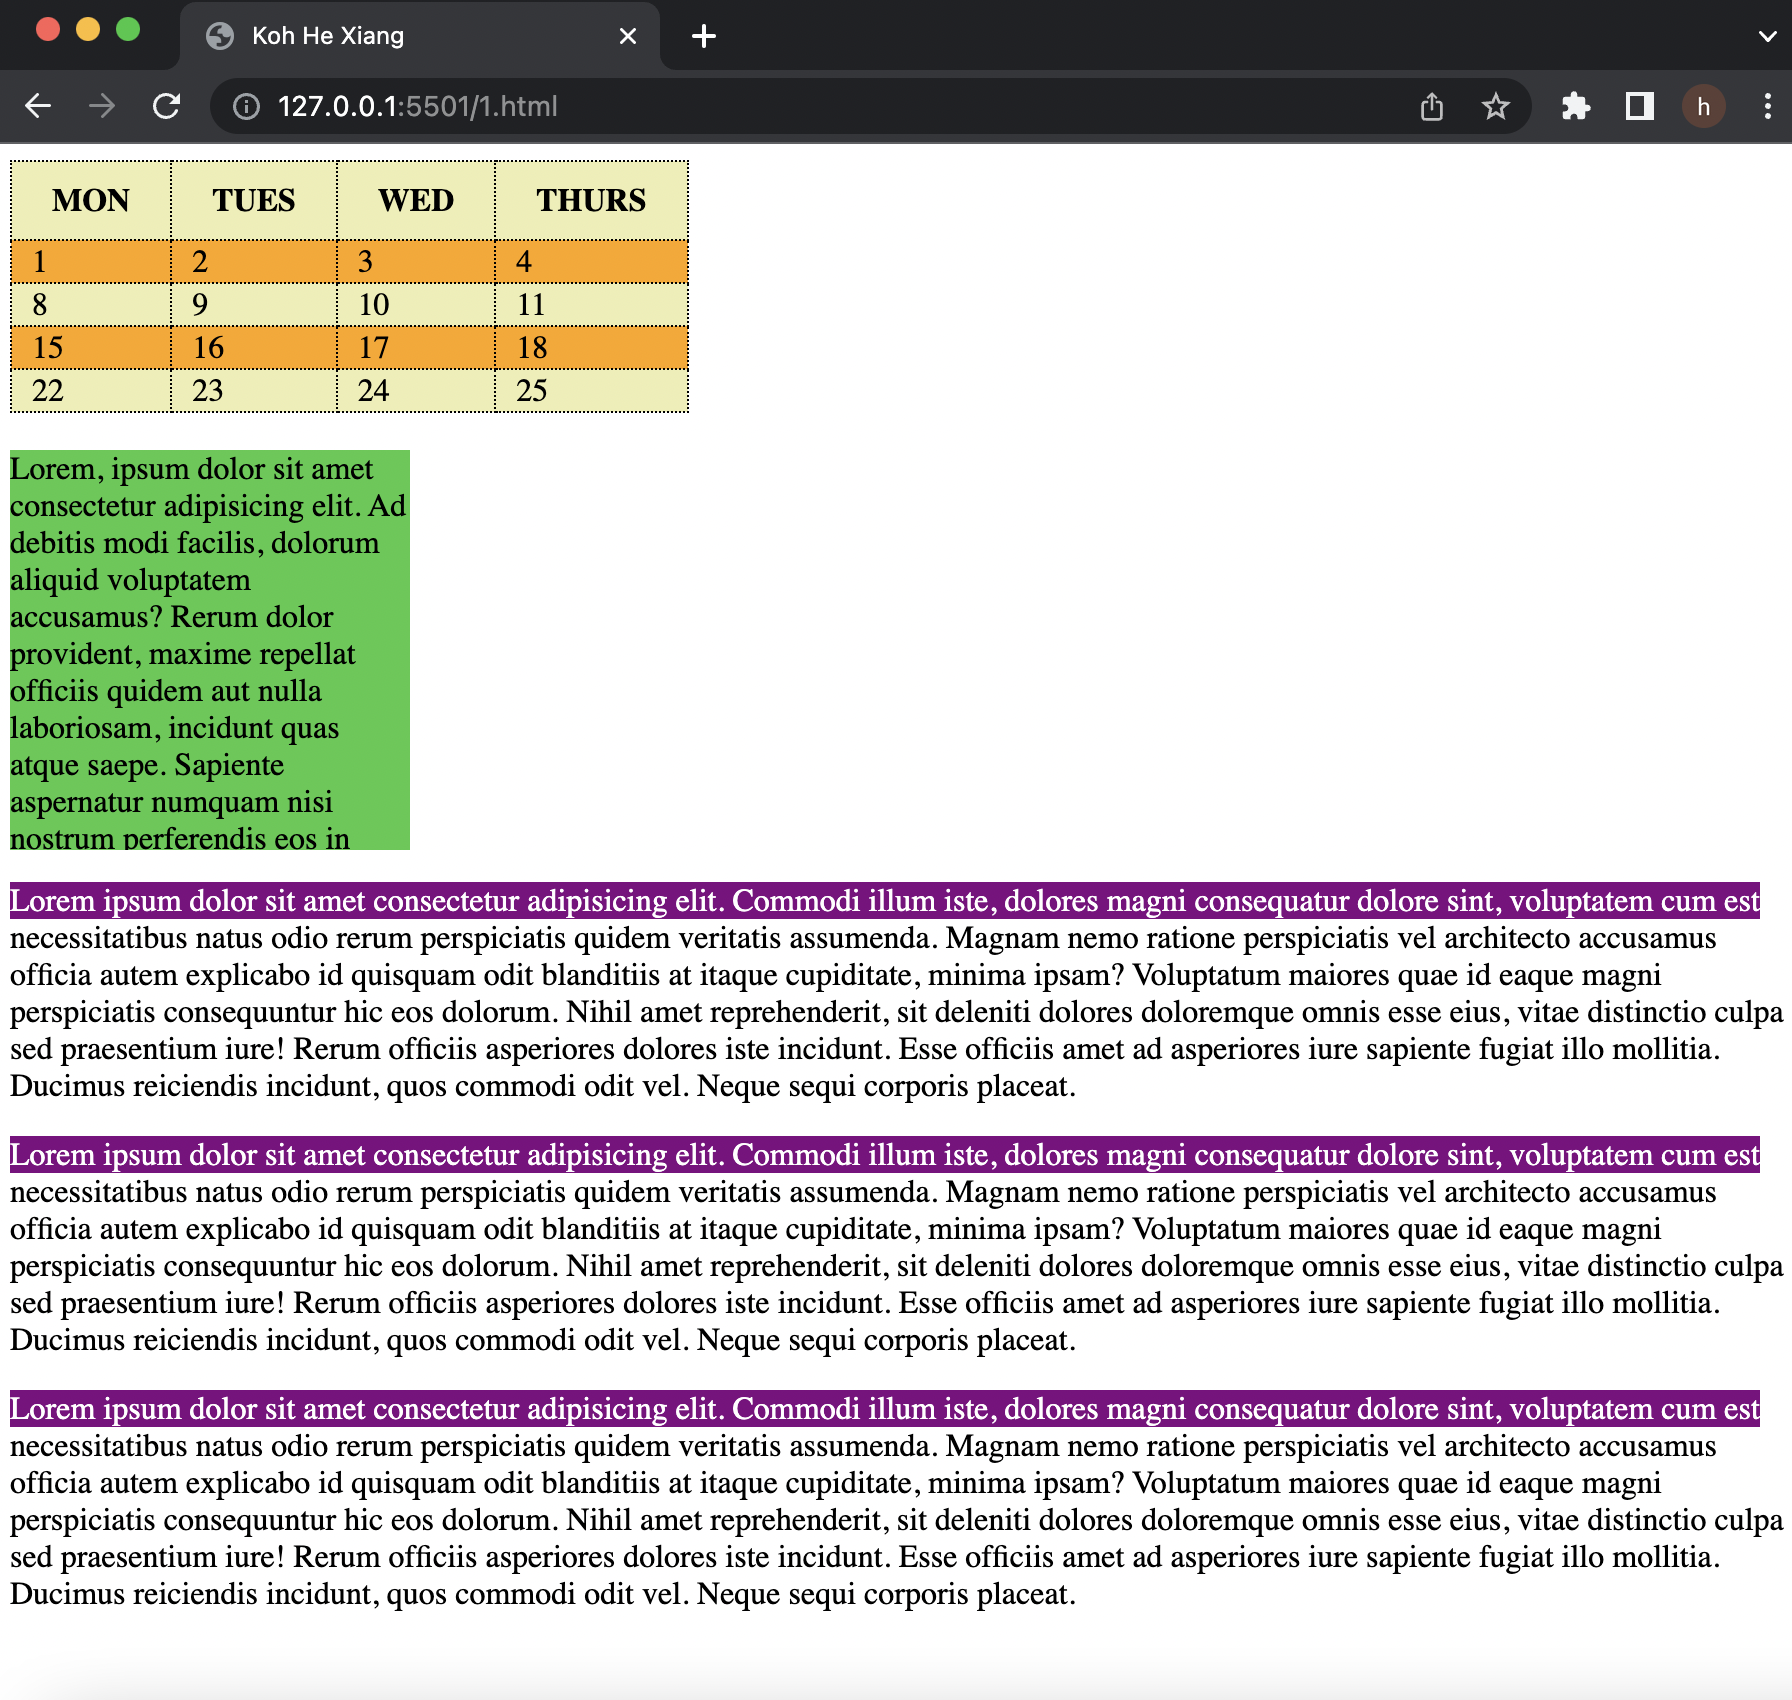 Koh He Xiang
127.0.0.1:5501/1.html
h
MON TUES WED THURS
1 2 3 4
8 9 10 11
15 16 17 18
22 23 24 25
Lorem, ipsum dolor sit amet
consectetur adipisicing elit. Ad
debitis modi facilis, dolorum
aliquid voluptatem
accusamus? Rerum dolor
provident, maxime repellat
officiis quidem aut nulla
laboriosam, incidunt quas
atque saepe. Sapiente
aspernatur numquam nisi
nostrum perferendis eos in
Lorem ipsum dolor sit amet consectetur adipisicing elit. Commodi illum iste, dolores magni consequatur dolore sint, voluptatem cum est
necessitatibus natus odio rerum perspiciatis quidem veritatis assumenda. Magnam nemo ratione perspiciatis vel architecto accusamus
officia autem explicabo id quisquam odit blanditiis at itaque cupiditate, minima ipsam? Voluptatum maiores quae id eaque magni
perspiciatis consequuntur hic eos dolorum. Nihil amet reprehenderit, sit deleniti dolores doloremque omnis esse eius, vitae distinctio culpa
sed praesentium iure! Rerum officiis asperiores dolores iste incidunt. Esse officiis amet ad asperiores iure sapiente fugiat illo mollitia.
Ducimus reiciendis incidunt, quos commodi odit vel. Neque sequi corporis placeat.
Lorem ipsum dolor sit amet consectetur adipisicing elit. Commodi illum iste, dolores magni consequatur dolore sint, voluptatem cum est
necessitatibus natus odio rerum perspiciatis quidem veritatis assumenda. Magnam nemo ratione perspiciatis vel architecto accusamus
officia autem explicabo id quisquam odit blanditiis at itaque cupiditate, minima ipsam? Voluptatum maiores quae id eaque magni
perspiciatis consequuntur hic eos dolorum. Nihil amet reprehenderit, sit deleniti dolores doloremque omnis esse eius, vitae distinctio culpa
sed praesentium iure! Rerum officiis asperiores dolores iste incidunt. Esse officiis amet ad asperiores iure sapiente fugiat illo mollitia.
Ducimus reiciendis incidunt, quos commodi odit vel. Neque sequi corporis placeat.
Lorem ipsum dolor sit amet consectetur adipisicing elit. Commodi illum iste, dolores magni consequatur dolore sint, voluptatem cum est
necessitatibus natus odio rerum perspiciatis quidem veritatis assumenda. Magnam nemo ratione perspiciatis vel architecto accusamus
officia autem explicabo id quisquam odit blanditiis at itaque cupiditate, minima ipsam? Voluptatum maiores quae id eaque magni
perspiciatis consequuntur hic eos dolorum. Nihil amet reprehenderit, sit deleniti dolores doloremque omnis esse eius, vitae distinctio culpa
sed praesentium iure! Rerum officiis asperiores dolores iste incidunt. Esse officiis amet ad asperiores iure sapiente fugiat illo mollitia.
Ducimus reiciendis incidunt, quos commodi odit vel. Neque sequi corporis placeat.